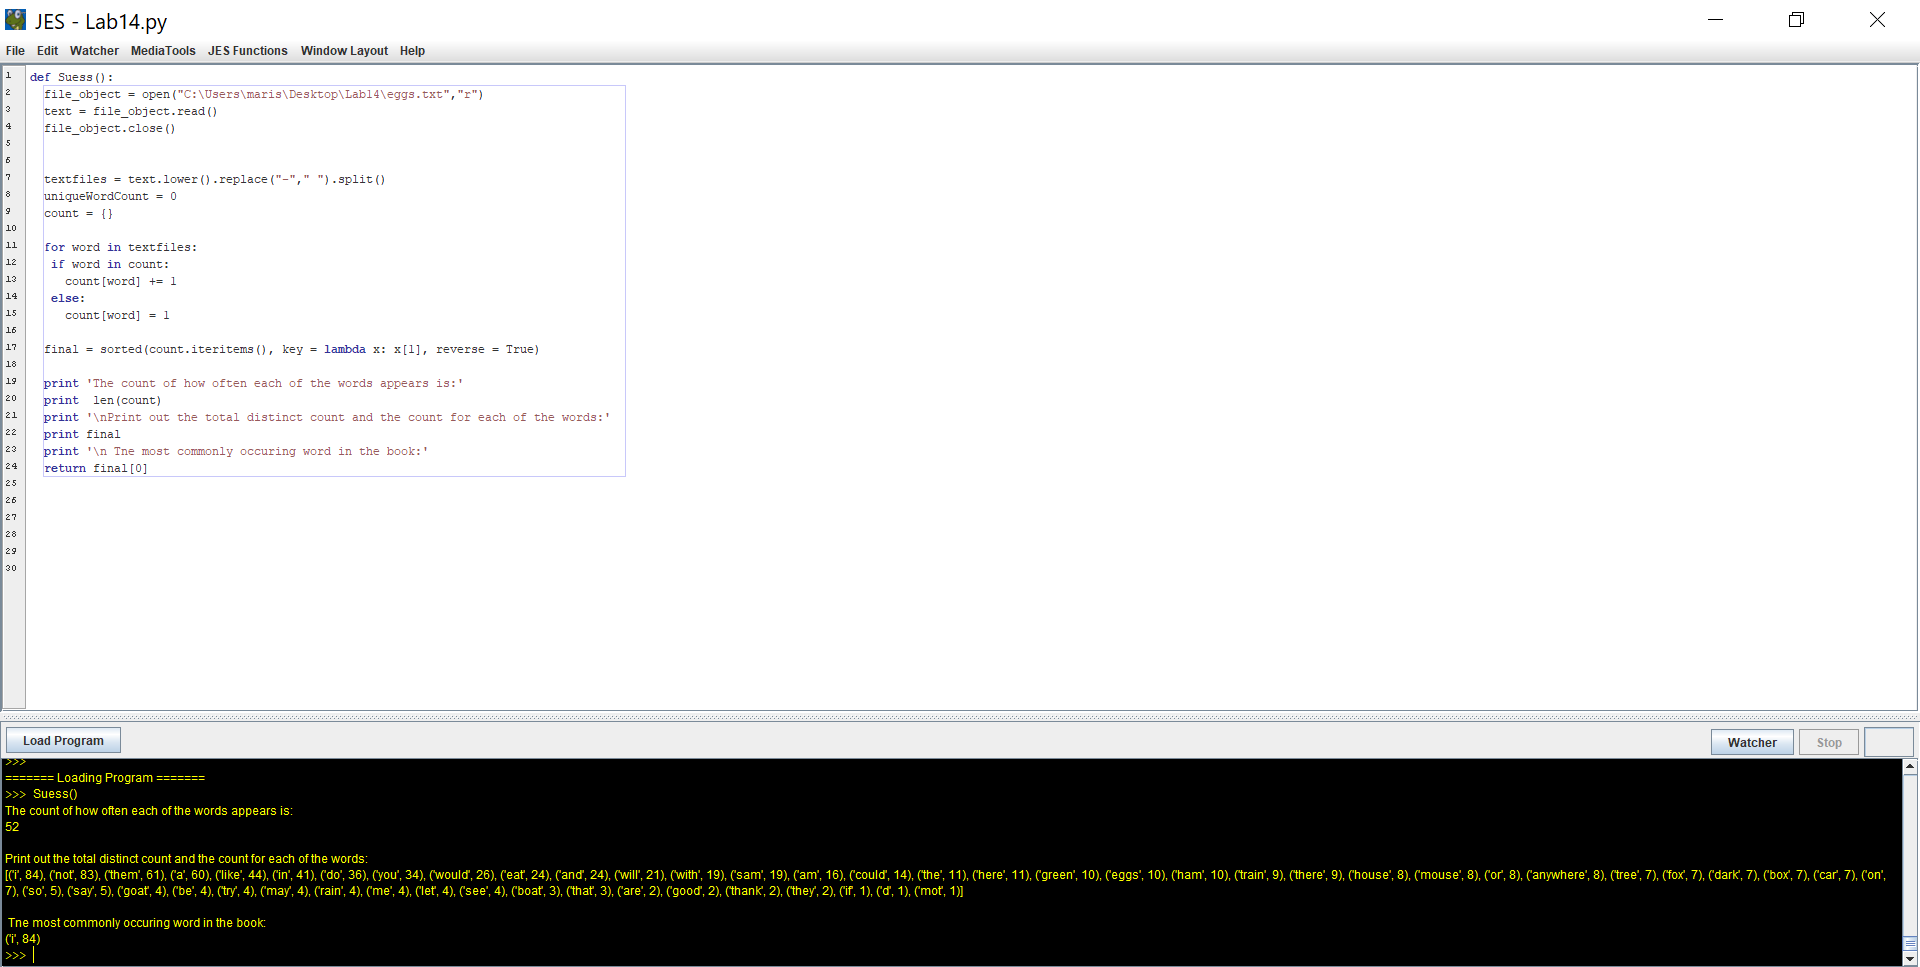 JES - Lab14.py
File Edit Watcher MediaTools JES Functions Window Layout Help
1 def Suess():
2 file_object = open("C:\Users\maris\Desktop\Lab14\eggs.txt","r")
3 text = file_object.read()
4 file_object.close()
5
6
7 textfiles = text.lower().replace("-"," ").split()
8 uniqueWordCount = 0
9 count = {}
10
11 for word in textfiles:
12 if word in count:
13 count[word] += 1
14 else:
15 count[word] = 1
16
17 final = sorted(count.iteritems(), key = lambda x: x[1], reverse = True)
18
19 print 'The count of how often each of the words appears is:'
20 print  len(count)
21 print '\nPrint out the total distinct count and the count for each of the words:'
22 print final
23 print '\n The most commonly occuring word in the book:'
24 return final[0]
25
26
27
28
29
30
Load Program Watcher Stop
>>>
======= Loading Program =======
>>> Suess()
The count of how often each of the words appears is:
52
Print out the total distinct count and the count for each of the words:
[('i', 84), ('not', 83), ('them', 61), ('a', 60), ('like', 44), ('in', 41), ('do', 36), ('you', 34), ('would', 26), ('eat', 24), ('and', 24), ('will', 21), ('with', 19), ('sam', 19), ('am', 16), ('could', 14), ('the', 11), ('here', 11), ('green', 10), ('eggs', 10), ('ham', 10), ('train', 9), ('there', 9), ('house', 8), ('mouse', 8), ('or', 8), ('anywhere', 8), ('tree', 7), ('fox', 7), ('dark', 7), ('box', 7), ('car', 7), ('on',
7), ('so', 5), ('say', 5), ('goat', 4), ('be', 4), ('try', 4), ('may', 4), ('rain', 4), ('me', 4), ('let', 4), ('see', 4), ('boat', 3), ('that', 3), ('are', 2), ('good', 2), ('thank', 2), ('they', 2), ('if', 1), ('d', 1), ('mot', 1)]
The most commonly occuring word in the book:
('i', 84)
>>>